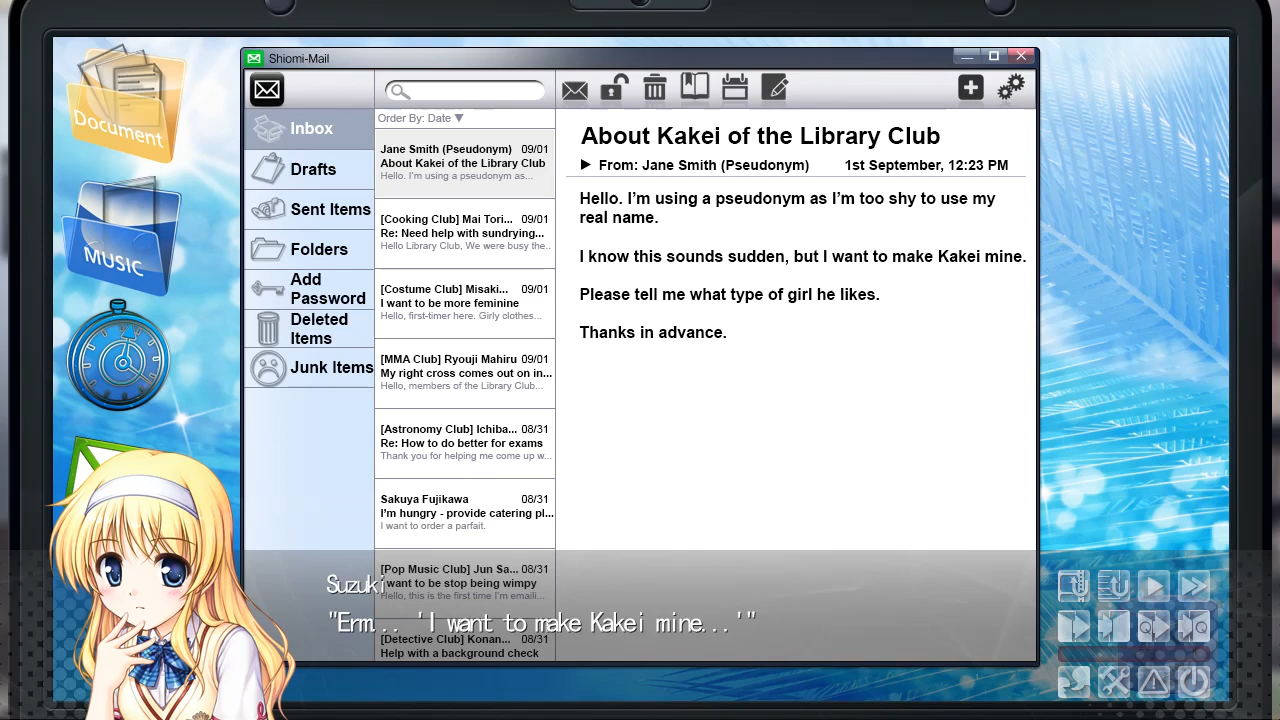 Document
MUSIC
Shiomi-Mail
Inbox
Drafts
Sent Items
Folders
Add
Password
Deleted
Items
Junk Items
Order By: Date ▼
Jane Smith (Pseudonym) 09/01
About Kakei of the Library Club
Hello. I'm using a pseudonym as...
[Cooking Club] Mai Tori... 09/01
Re: Need help with sundrying...
Hello Library Club, We were busy the..
[Costume Club] Misaki... 09/01
I want to be more feminine
Hello, first-timer here. Girly clothes...
[MMA Club] Ryouji Mahiru 09/01
My right cross comes out on in...
Hello, members of the Library Club...
[Astronomy Club] Ichiba... 08/31
Re: How to do better for exams
Thank you for helping me come up w...
Sakuya Fujikawa 08/31
I'm hungry - provide catering pl...
I want to order a parfait.
[Pop Music Club] Jun Sa... 08/31
want to be stop being wimpy
Hello, this is the first time I'm emaili...
[Detective Club] Konan... 08/31
Help with a background check
About Kakei of the Library Club
▶ From: Jane Smith (Pseudonym) 1st September, 12:23 PM
Hello. I'm using a pseudonym as I'm too shy to use my
real name.
I know this sounds sudden, but I want to make Kakei mine.
Please tell me what type of girl he likes.
Thanks in advance.
Suzuki
"Erm... 'I want to make Kakei mine...'"
Q
Q